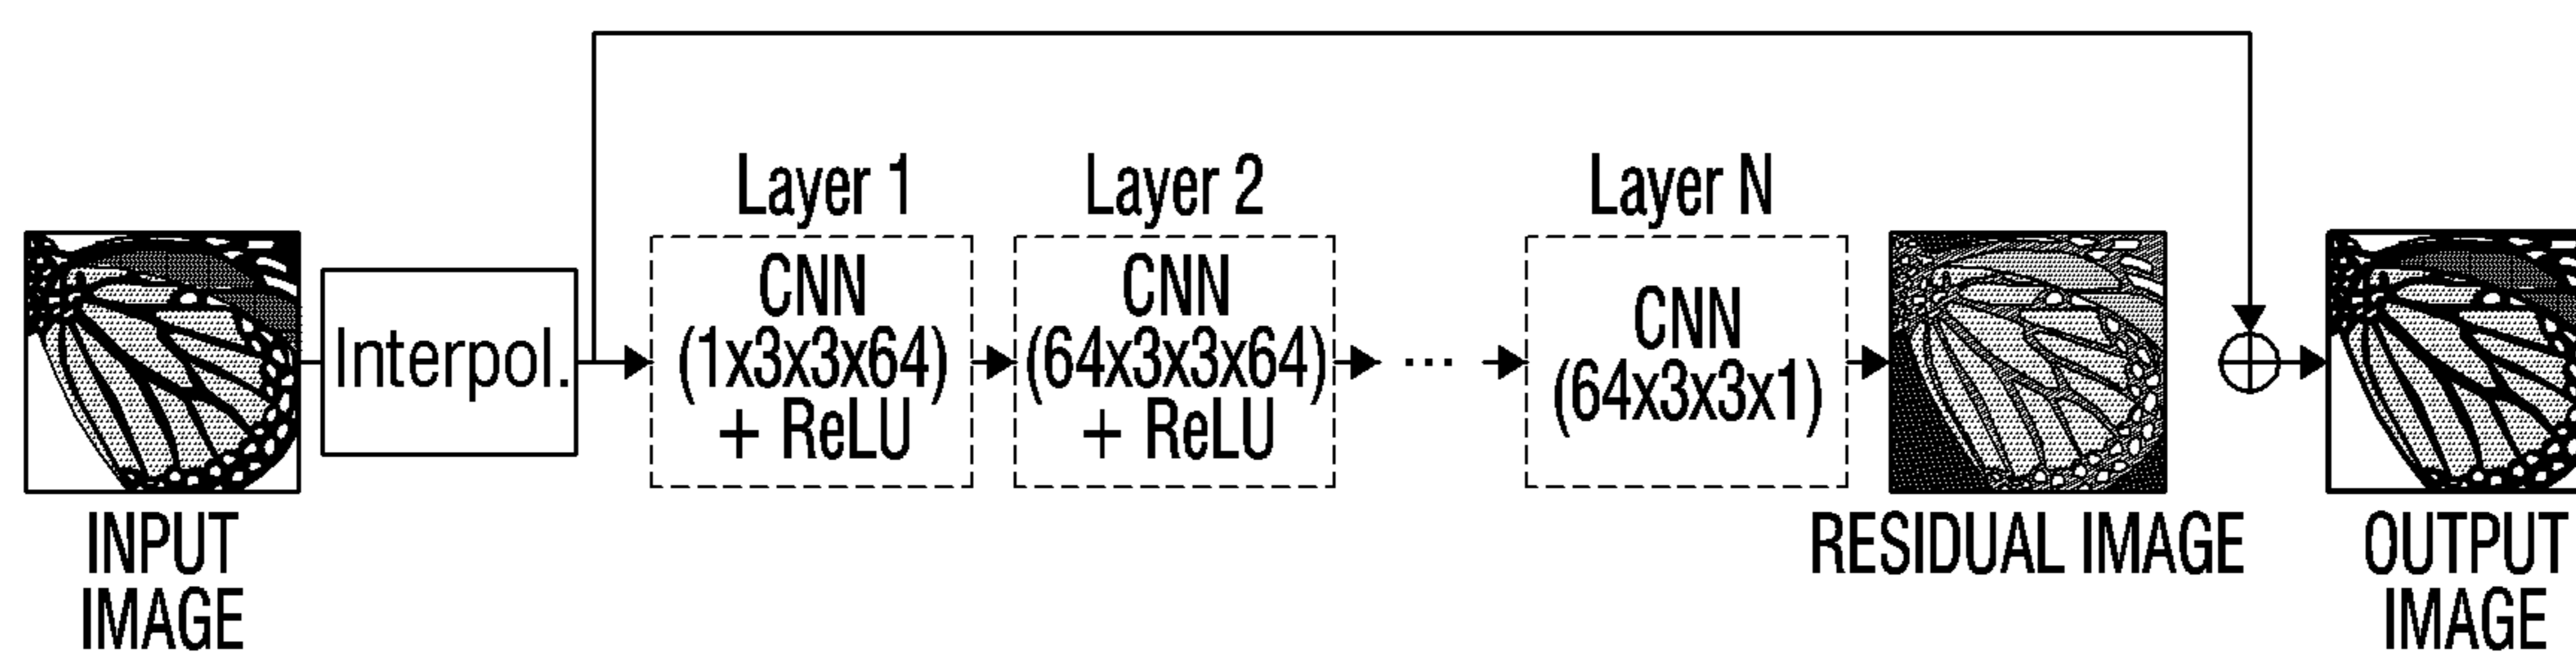 Layer 1
Layer 2
Layer N
Interpol.
CNN
(1x3x3x64)
+ ReLU
CNN
(64x3x3x64)
+ ReLU
...
CNN
(64x3x3x1)
INPUT
IMAGE
RESIDUAL IMAGE
OUTPUT
IMAGE